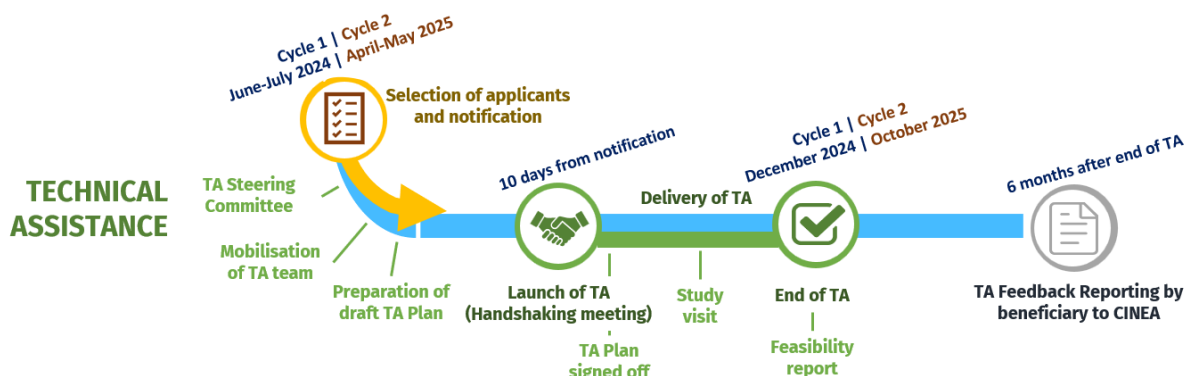 Cycle 1 | Cycle 2
June-July 2024 | April-May 2025
Selection of applicants
and notification
TECHNICAL
ASSISTANCE
TA Steering
Committee
Mobilisation
of TA team
Preparation of
draft TA Plan
10 days from notification
Launch of TA
(Handshaking meeting)
TA Plan
signed off
Delivery of TA
Study
visit
Cycle 1 | Cycle 2
December 2024 | October 2025
End of TA
Feasibility
report
6 months after end of TA
TA Feedback Reporting by
beneficiary to CINEA